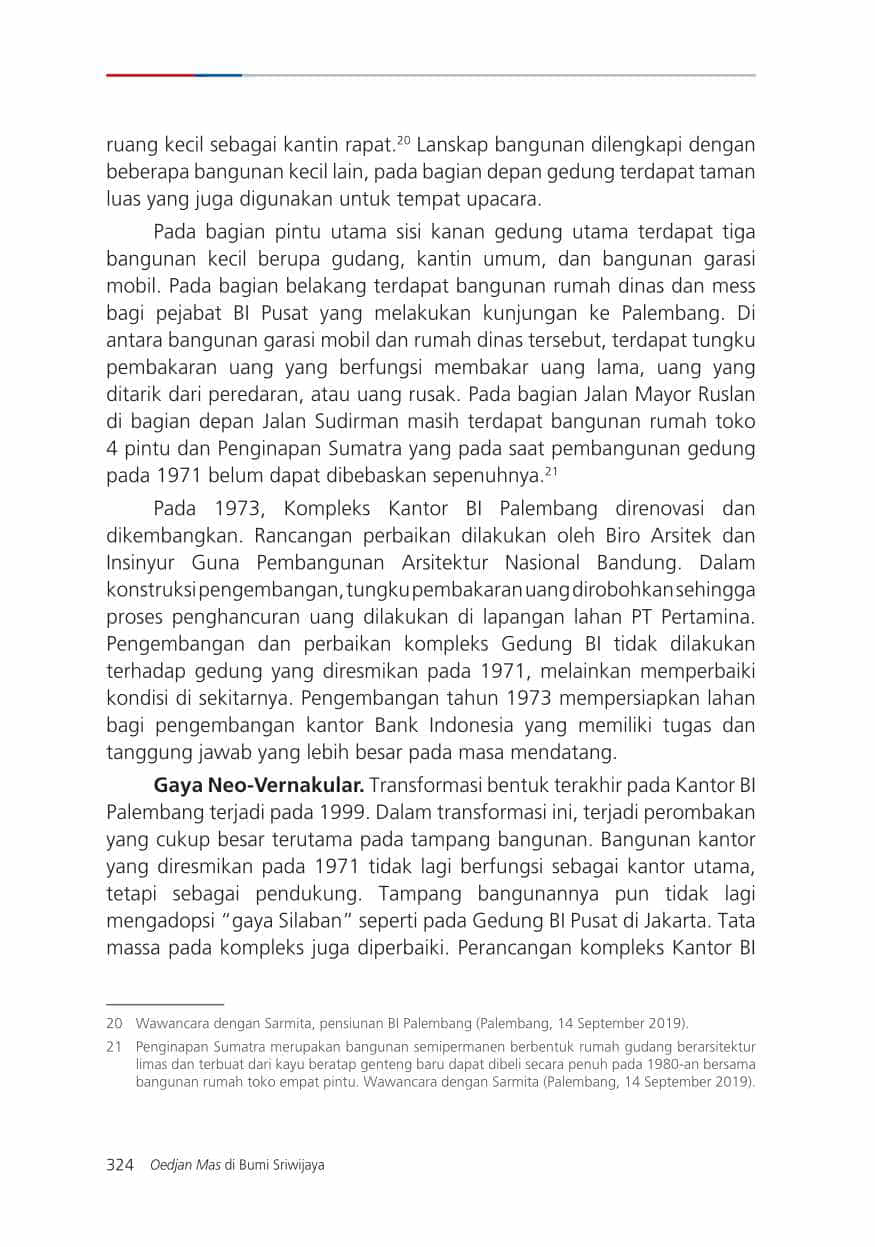 ruang kecil sebagai kantin rapat.20 Lanskap bangunan dilengkapi dengan
beberapa bangunan kecil lain, pada bagian depan gedung terdapat taman
luas yang juga digunakan untuk tempat upacara.
Pada bagian pintu utama sisi kanan gedung utama terdapat tiga
bangunan kecil berupa gudang, kantin umum, dan bangunan garasi
mobil. Pada bagian belakang terdapat bangunan rumah dinas dan mess
bagi pejabat BI Pusat yang melakukan kunjungan ke Palembang. Di
antara bangunan garasi mobil dan rumah dinas tersebut, terdapat tungku
pembakaran uang yang berfungsi membakar uang lama, uang yang
ditarik dari peredaran, atau uang rusak. Pada bagian Jalan Mayor Ruslan
di bagian depan Jalan Sudirman masih terdapat bangunan rumah toko
4 pintu dan Penginapan Sumatra yang pada saat pembangunan gedung
pada 1971 belum dapat dibebaskan sepenuhnya.21
Pada 1973, Kompleks Kantor BI Palembang direnovasi dan
dikembangkan. Rancangan perbaikan dilakukan oleh Biro Arsitek dan
Insinyur Guna Pembangunan Arsitektur Nasional Bandung. Dalam
konstruksi pengembangan, tungku pembakaran uang dirobohkan sehingga
proses penghancuran uang dilakukan di lapangan lahan PT Pertamina.
Pengembangan dan perbaikan kompleks Gedung BI tidak dilakukan
terhadap gedung yang diresmikan pada 1971, melainkan memperbaiki
kondisi di sekitarnya. Pengembangan tahun 1973 mempersiapkan lahan
bagi pengembangan kantor Bank Indonesia yang memiliki tugas dan
tanggung jawab yang lebih besar pada masa mendatang.
Gaya Neo-Vernakular. Transformasi bentuk terakhir pada Kantor BI
Palembang terjadi pada 1999. Dalam transformasi ini, terjadi perombakan
yang cukup besar terutama pada tampang bangunan. Bangunan kantor
yang diresmikan pada 1971 tidak lagi berfungsi sebagai kantor utama,
tetapi sebagai pendukung. Tampang bangunannya pun tidak lagi
mengadopsi “gaya Silaban” seperti pada Gedung BI Pusat di Jakarta. Tata
massa pada kompleks juga diperbaiki. Perancangan kompleks Kantor BI
20 Wawancara dengan Sarmita, pensiunan BI Palembang (Palembang, 14 September 2019).
21 Penginapan Sumatra merupakan bangunan semipermanen berbentuk rumah gudang berarsitektur
limas dan terbuat dari kayu beratap genteng baru dapat dibeli secara penuh pada 1980-an bersama
bangunan rumah toko empat pintu. Wawancara dengan Sarmita (Palembang, 14 September 2019).
324 Oedjan Mas di Bumi Sriwijaya